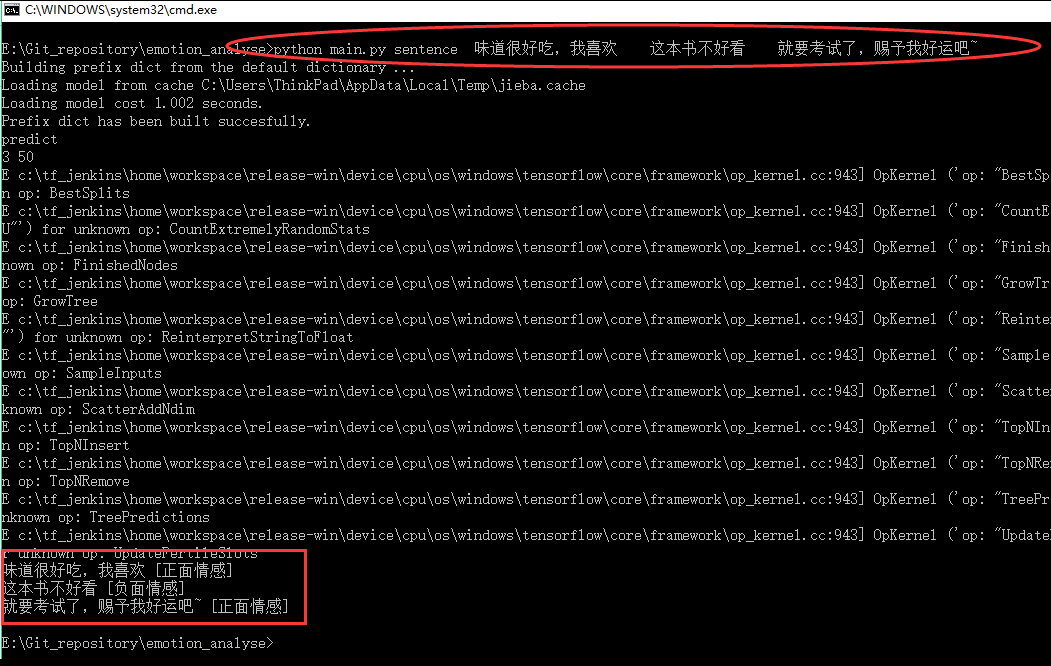 C:\WINDOWS\system32\cmd.exe
E:\Git_repository\emotion_analyse>python main.py sentence 味道很好吃，我喜欢 这本书不好看 就要考试了，赐予我好运吧~
Building prefix dict from the default dictionary ...
Loading model from cache C:\Users\ThinkPad\AppData\Local\Temp\jieba.cache
Loading model cost 1.002 seconds.
Prefix dict has been built succesfully.
predict
3 50
E c:\tf_jenkins\home\workspace\release-win\device\cpu\os\windows\tensorflow\core\framework\op_kernel.cc:943] OpKernel ('op: "BestSp
n op: BestSplits
E c:\tf_jenkins\home\workspace\release-win\device\cpu\os\windows\tensorflow\core\framework\op_kernel.cc:943] OpKernel ('op: "CountE
U"') for unknown op: CountExtremelyRandomStats
E c:\tf_jenkins\home\workspace\release-win\device\cpu\os\windows\tensorflow\core\framework\op_kernel.cc:943] OpKernel ('op: "Finish
nown op: FinishedNodes
E c:\tf_jenkins\home\workspace\release-win\device\cpu\os\windows\tensorflow\core\framework\op_kernel.cc:943] OpKernel ('op: "GrowTr
op: GrowTree
E c:\tf_jenkins\home\workspace\release-win\device\cpu\os\windows\tensorflow\core\framework\op_kernel.cc:943] OpKernel ('op: "Reinte
"') for unknown op: ReinterpretStringToFloat
E c:\tf_jenkins\home\workspace\release-win\device\cpu\os\windows\tensorflow\core\framework\op_kernel.cc:943] OpKernel ('op: "Sample
own op: SampleInputs
E c:\tf_jenkins\home\workspace\release-win\device\cpu\os\windows\tensorflow\core\framework\op_kernel.cc:943] OpKernel ('op: "Scatte
known op: ScatterAddNdim
E c:\tf_jenkins\home\workspace\release-win\device\cpu\os\windows\tensorflow\core\framework\op_kernel.cc:943] OpKernel ('op: "TopNIn
n op: TopNInsert
E c:\tf_jenkins\home\workspace\release-win\device\cpu\os\windows\tensorflow\core\framework\op_kernel.cc:943] OpKernel ('op: "TopNRe
n op: TopNRemove
E c:\tf_jenkins\home\workspace\release-win\device\cpu\os\windows\tensorflow\core\framework\op_kernel.cc:943] OpKernel ('op: "TreePr
nknown op: TreePredictions
E c:\tf_jenkins\home\workspace\release-win\device\cpu\os\windows\tensorflow\core\framework\op_kernel.cc:943] OpKernel ('op: "Update
r unknown op: UpdateFertileSlots
味道很好吃，我喜欢 [正面情感]
这本书不好看 [负面情感]
就要考试了，赐予我好运吧~ [正面情感]
E:\Git_repository\emotion_analyse>